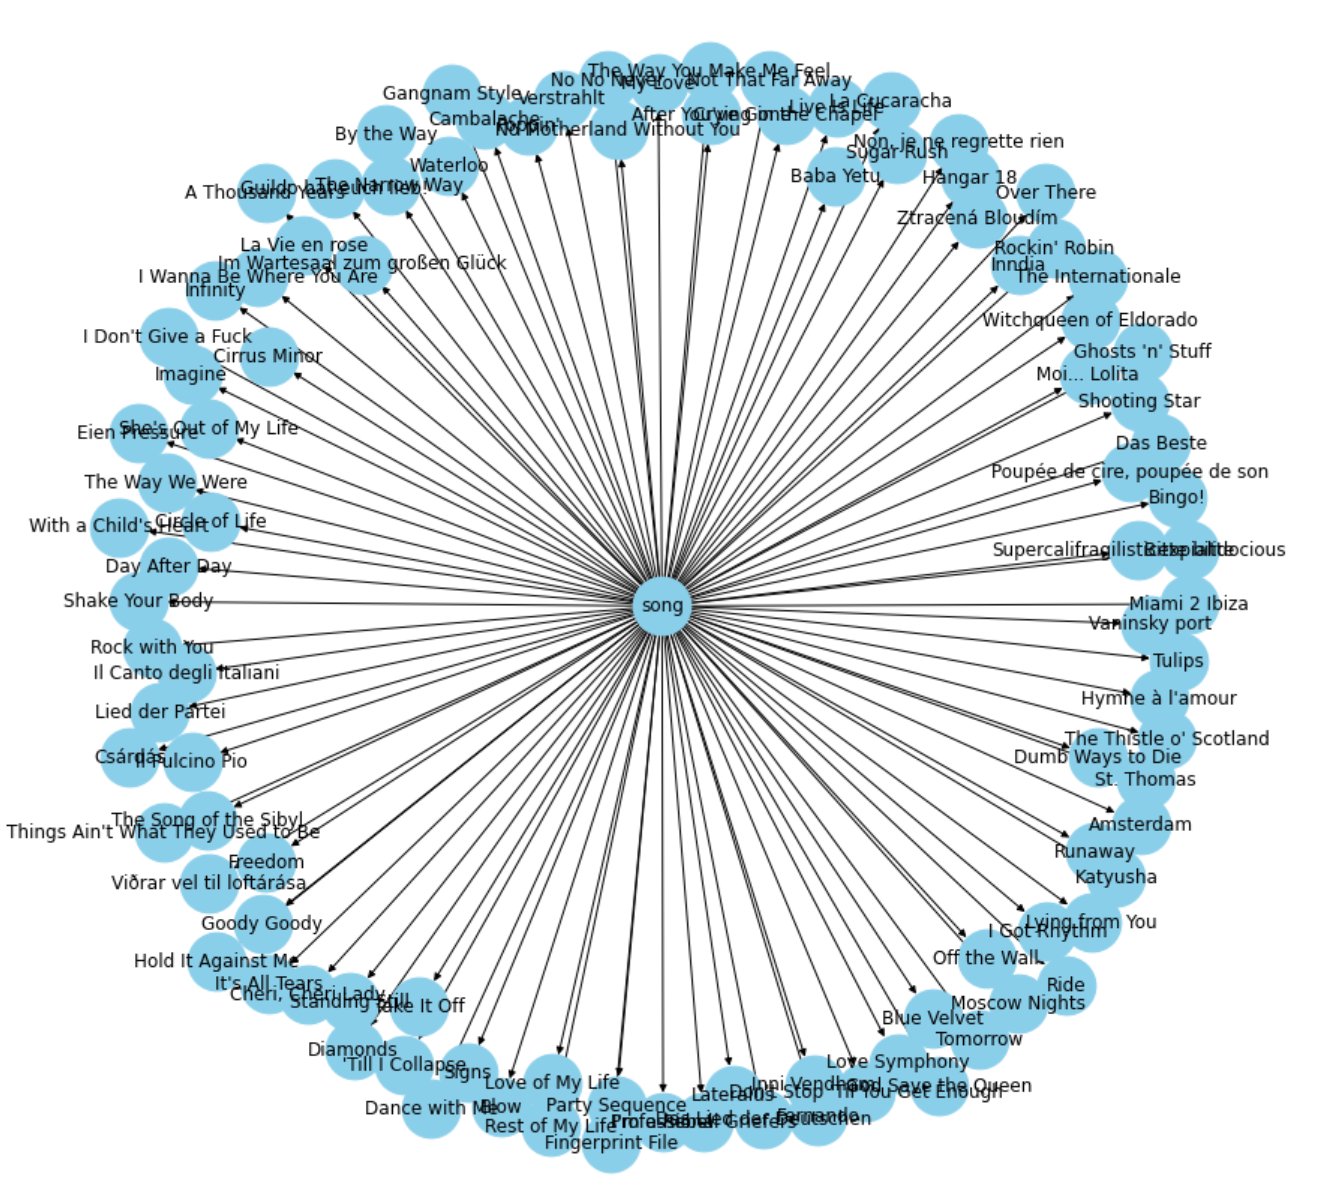 The Way You Make Me Feel
No No Never
My Love
Not That Far Away
Gangnam Style
Verstrahlt
La Cucaracha
Live Is Life
After You've Gone
Crying in the Chapel
Cambalache
Poppin'
No Motherland Without You
By the Way
Non, je ne regrette rien
Sugar Rush
Waterloo
Baba Yetu
Hangar 18
The Narrow Way
A Thousand Years
Over There
Ztracená Bloudím
La Vie en rose
Rockin' Robin
Im Wartesaal zum großen Glück
Inndia
I Wanna Be Where You Are
The Internationale
Infinity
Witchqueen of Eldorado
I Don't Give a Fuck
Ghosts 'n' Stuff
Cirrus Minor
Imagine
Moi... Lolita
Shooting Star
She's Out of My Life
Eien Pressure
Das Beste
Poupée de cire, poupée de son
The Way We Were
Bingo!
Circle of Life
With a Child's Heart
Supercalifragilisticexpialidocious
Day After Day
Shake Your Body
song
Miami 2 Ibiza
Vaninsky port
Rock with You
Tulips
Il Canto degli Italiani
Hymne à l'amour
Lied der Partei
The Thistle o' Scotland
Csárdás
Il Pulcino Pio
Dumb Ways to Die
St. Thomas
The Song of the Sibyl
Things Ain't What They Used to Be
Amsterdam
Runaway
Freedom
Katyusha
Viðrar vel til loftárása
Goody Goody
Lying from You
I Got Rhythm
Hold It Against Me
Off the Wall
It's All Tears
Cheri, Cheri Lady
Ride
Standing Still
Take It Off
Moscow Nights
Blue Velvet
Tomorrow
Diamonds
'Till I Collapse
Love Symphony
Signs
Love of My Life
Inni Vendhom
God Save the Queen
Don't Stop 'Til You Get Enough
Lateralus
Dance with Me
Blow
Party Sequence
Fernando
Das Lied der Deutschen
Professional Griefers
Rest of My Life
Fingerprint File